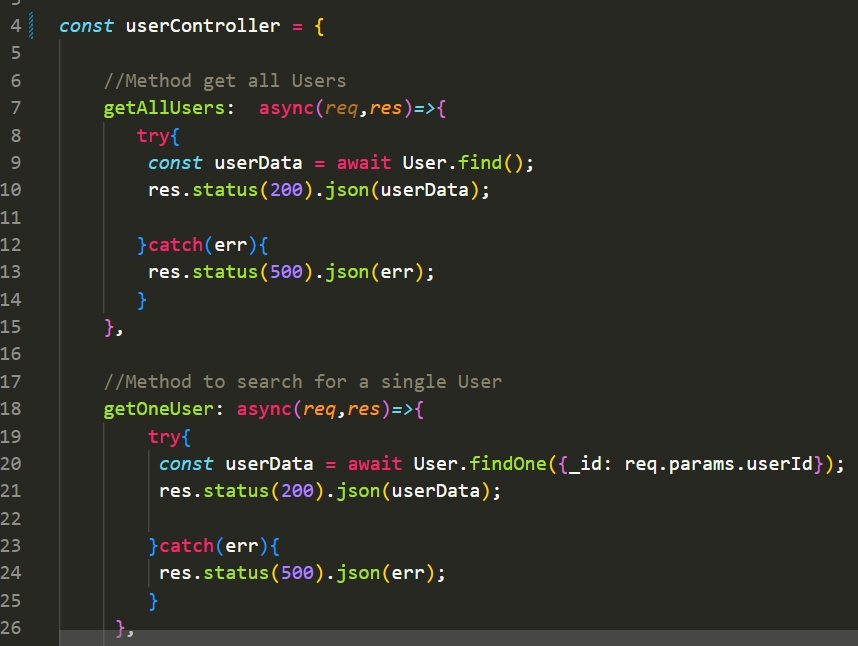 4 const userController = {
5
6 //Method get all Users
7 getAllUsers: async(req,res)=>{
8 try{
9 const userData = await User.find();
10 res.status(200).json(userData);
11
12 }catch(err){
13 res.status(500).json(err);
14 }
15 },
16
17 //Method to search for a single User
18 getOneUser: async(req,res)=>{
19 try{
20 const userData = await User.findOne({_id: req.params.userId});
21 res.status(200).json(userData);
22
23 }catch(err){
24 res.status(500).json(err);
25 }
26 },